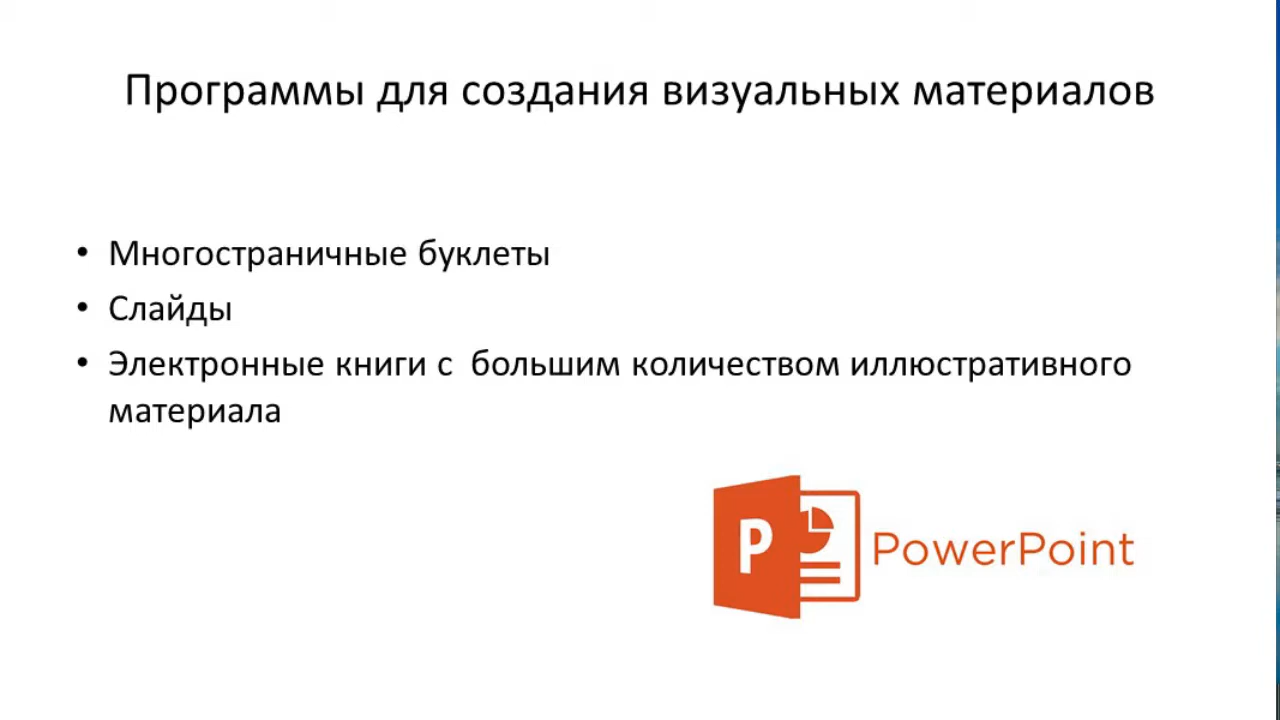 Программы для создания визуальных материалов
• Многостраничные буклеты
• Слайды
• Электронные книги с  большим количеством иллюстративного
материала
P PowerPoint